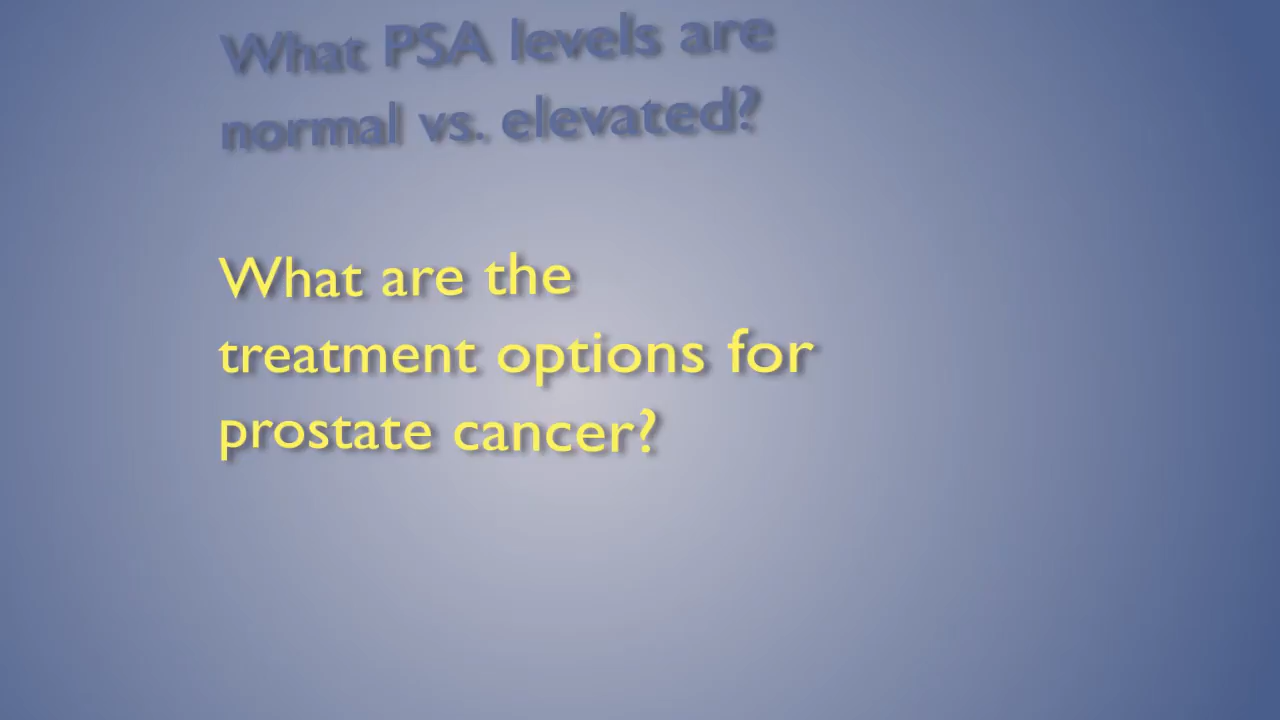 What PSA levels are
normal vs. elevated?
What are the
treatment options for
prostate cancer?